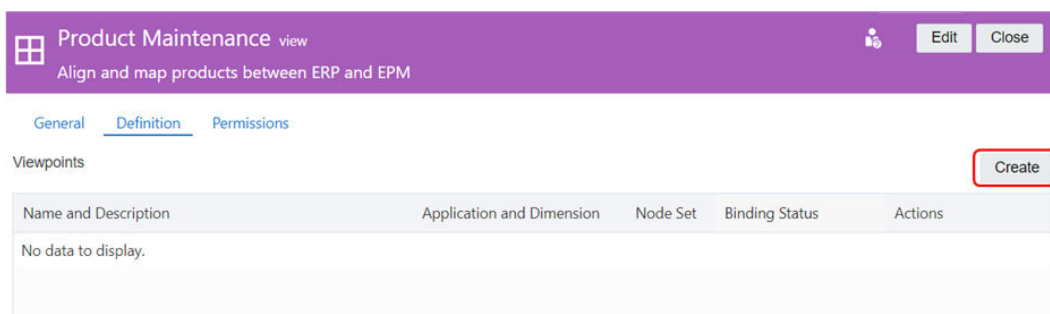 Product Maintenance view
Edit Close
Align and map products between ERP and EPM
General Definition Permissions
Viewpoints
Create
Name and Description Application and Dimension Node Set Binding Status Actions
No data to display.